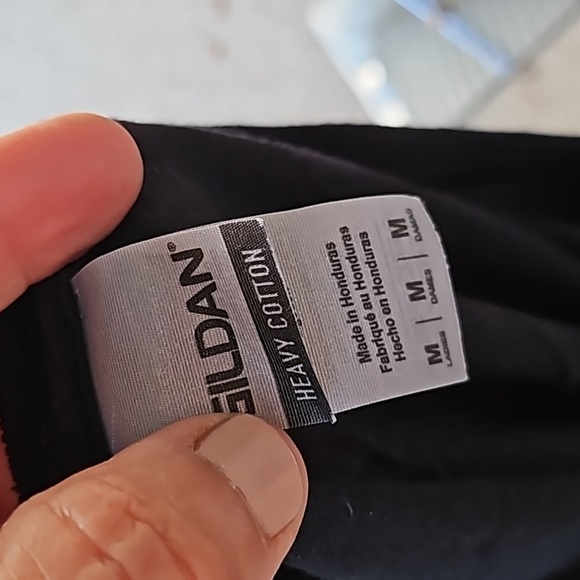 GILDAN®
HEAVY COTTON
Made in Honduras
Fabriqué au Honduras
Hecho en Honduras
M | M | M
LADIES DAMES DAMAS